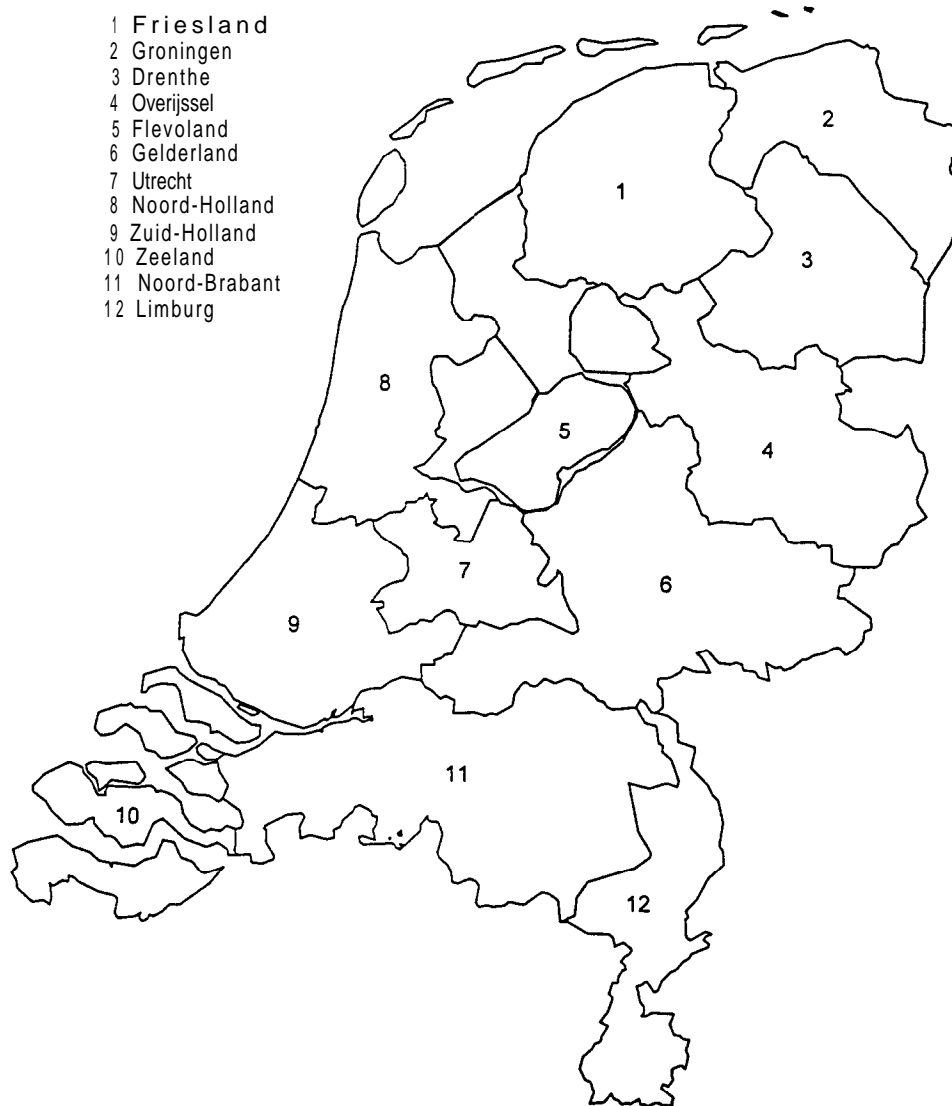 1 Friesland
2 Groningen
3 Drenthe
4 Overijssel
5 Flevoland
6 Gelderland
7 Utrecht
8 Noord-Holland
9 Zuid-Holland
10 Zeeland
11 Noord-Brabant
12 Limburg
2
1
3
8
5
4
7
6
9
11
10
12